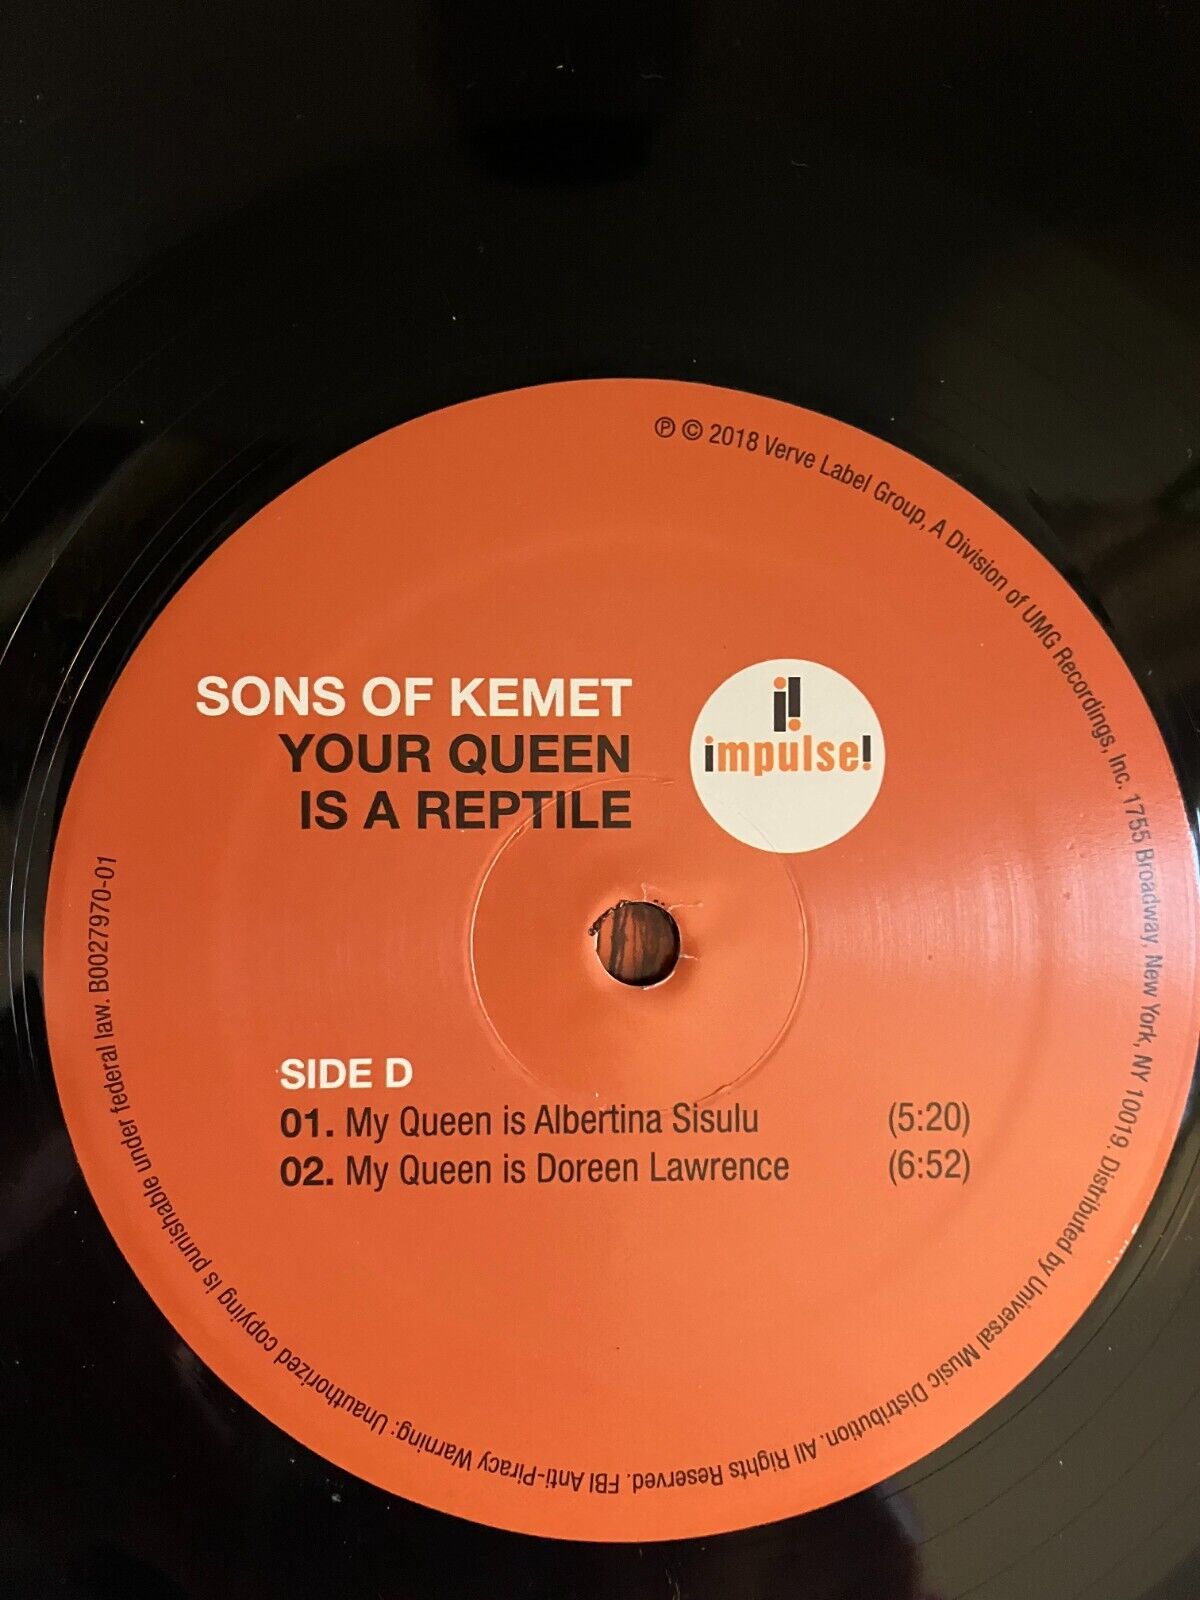 SONS OF KEMET
YOUR QUEEN
IS A REPTILE
impulse!
SIDE D
01. My Queen is Albertina Sisulu (5:20)
02. My Queen is Doreen Lawrence (6:52)
℗ © 2018 Verve Label Group, A Division of UMG Recordings, Inc. 1755 Broadway, New York, NY 10019. Distributed by Universal Music Distribution. All Rights Reserved. FBI Anti-Piracy Warning: Unauthorized copying is punishable under federal law. B0027970-01